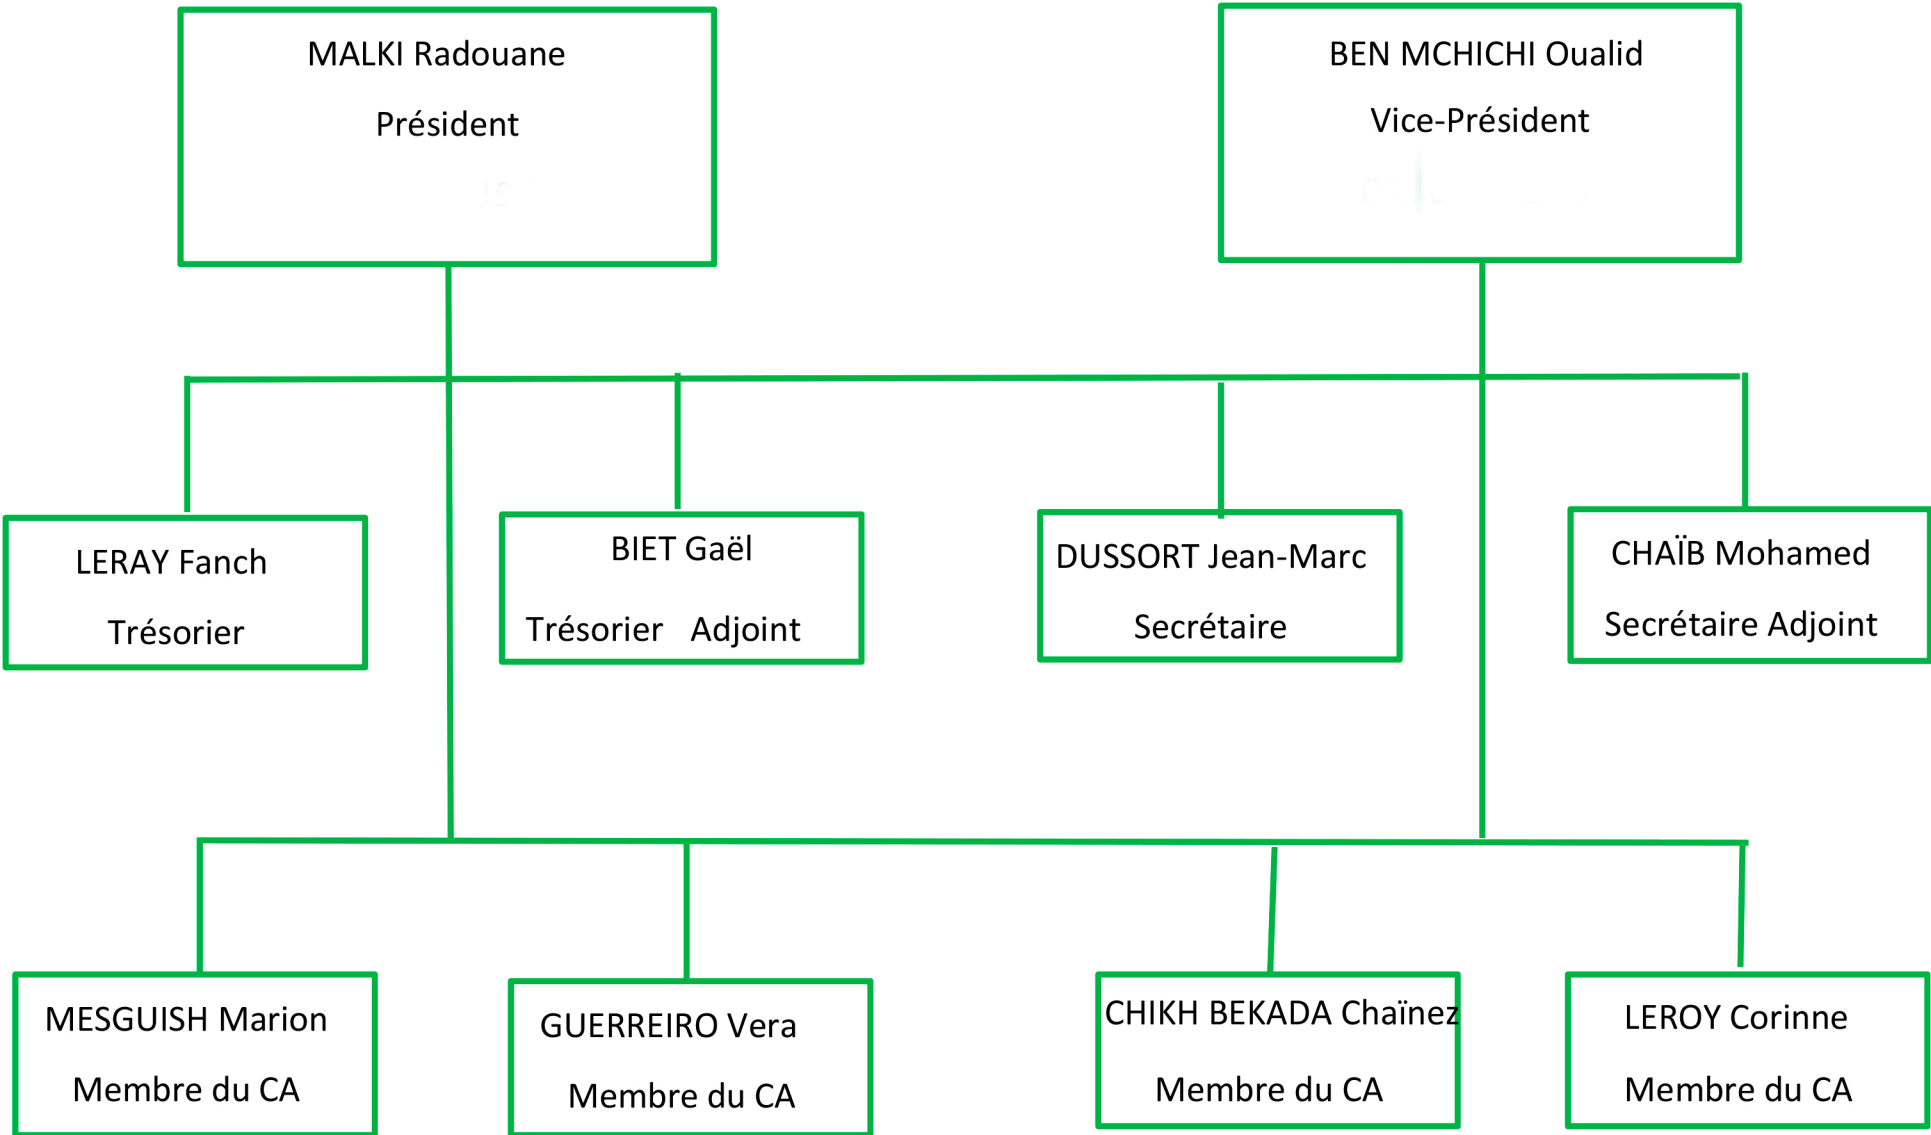 MALKI Radouane
Président
BEN MCHICHI Oualid
Vice-Président
LERAY Fanch
Trésorier
BIET Gaël
Trésorier Adjoint
DUSSORT Jean-Marc
Secrétaire
CHAÏB Mohamed
Secrétaire Adjoint
MESGUISH Marion
Membre du CA
GUERREIRO Vera
Membre du CA
CHIKH BEKADA Chaïnez
Membre du CA
LEROY Corinne
Membre du CA